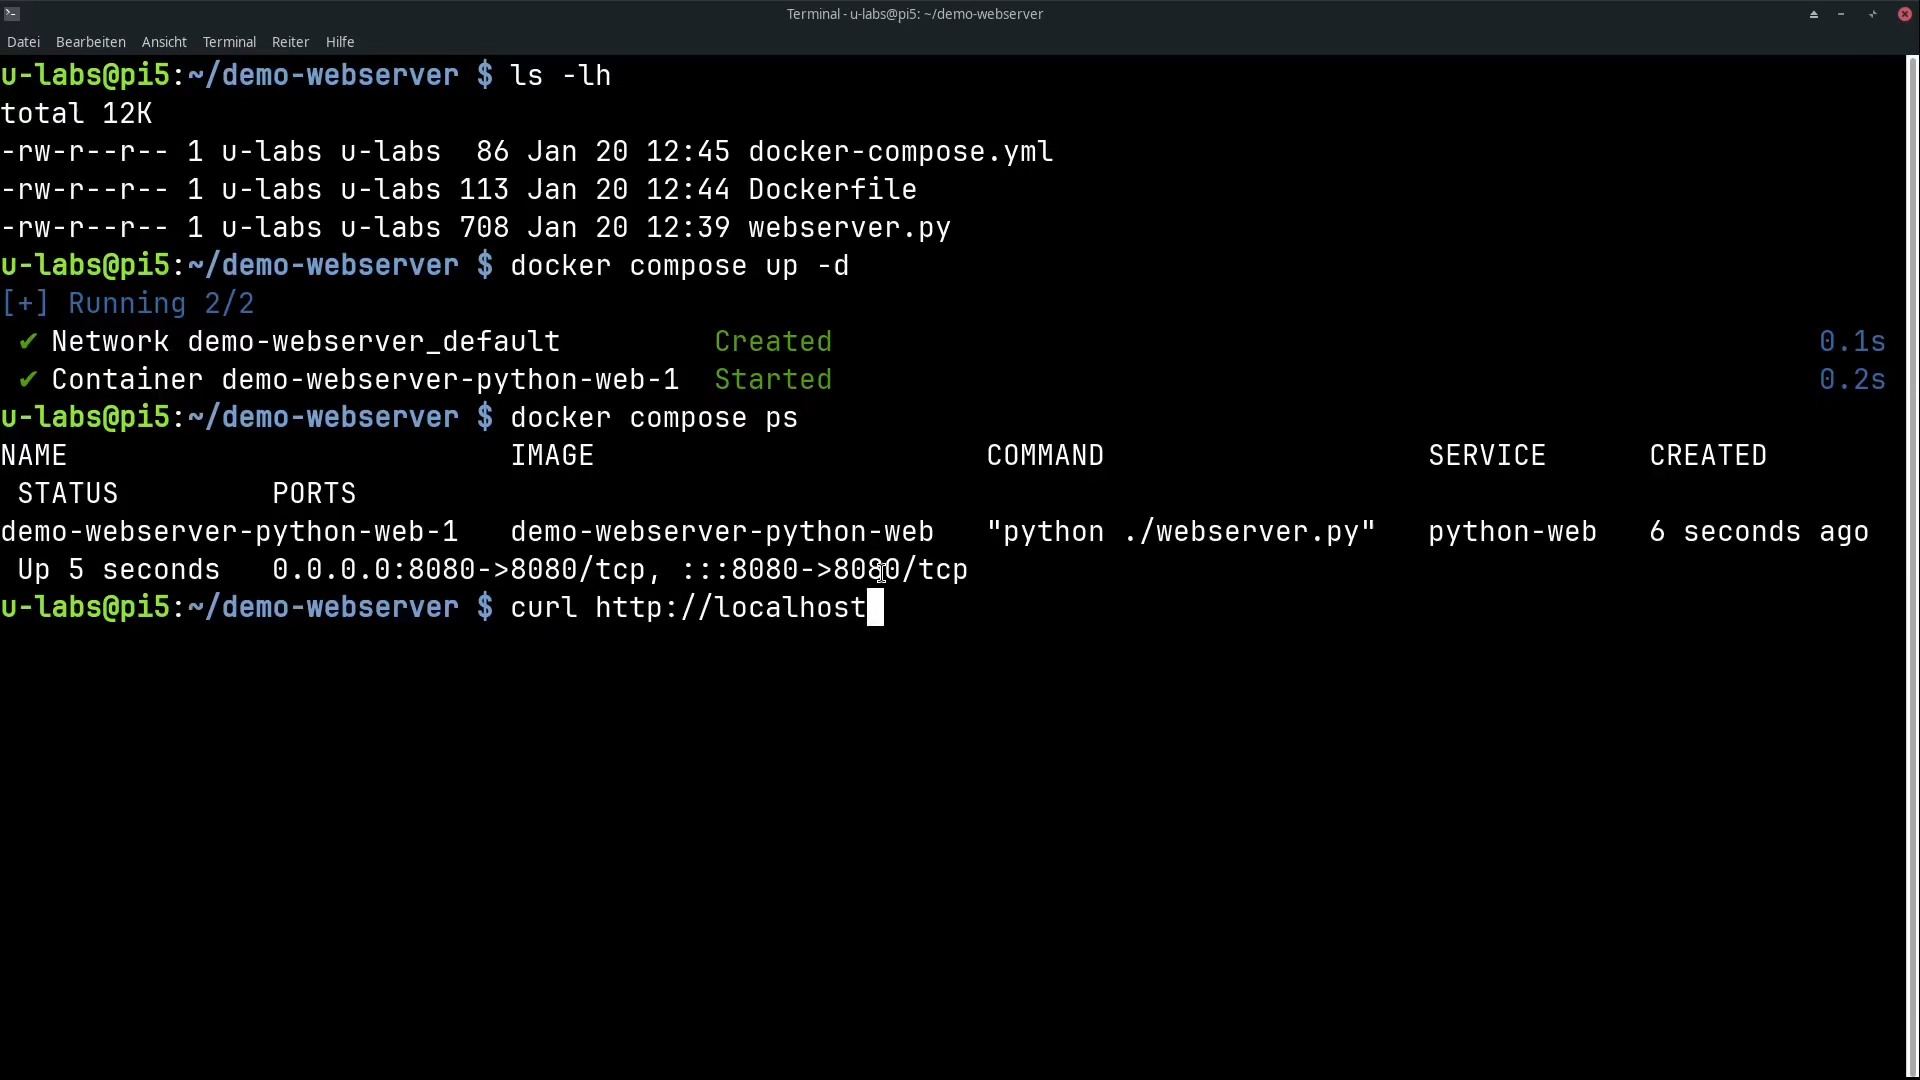 Terminal - u-labs@pi5: ~/demo-webserver
Datei Bearbeiten Ansicht Terminal Reiter Hilfe
u-labs@pi5:~/demo-webserver $ ls -lh
total 12K
-rw-r--r-- 1 u-labs u-labs  86 Jan 20 12:45 docker-compose.yml
-rw-r--r-- 1 u-labs u-labs 113 Jan 20 12:44 Dockerfile
-rw-r--r-- 1 u-labs u-labs 708 Jan 20 12:39 webserver.py
u-labs@pi5:~/demo-webserver $ docker compose up -d
[+] Running 2/2
 ✔ Network demo-webserver_default         Created 0.1s
 ✔ Container demo-webserver-python-web-1  Started 0.2s
u-labs@pi5:~/demo-webserver $ docker compose ps
NAME                          IMAGE                       COMMAND                   SERVICE      CREATED
 STATUS         PORTS
demo-webserver-python-web-1   demo-webserver-python-web   "python ./webserver.py"   python-web   6 seconds ago
 Up 5 seconds   0.0.0.0:8080->8080/tcp, :::8080->8080/tcp
u-labs@pi5:~/demo-webserver $ curl http://localhost